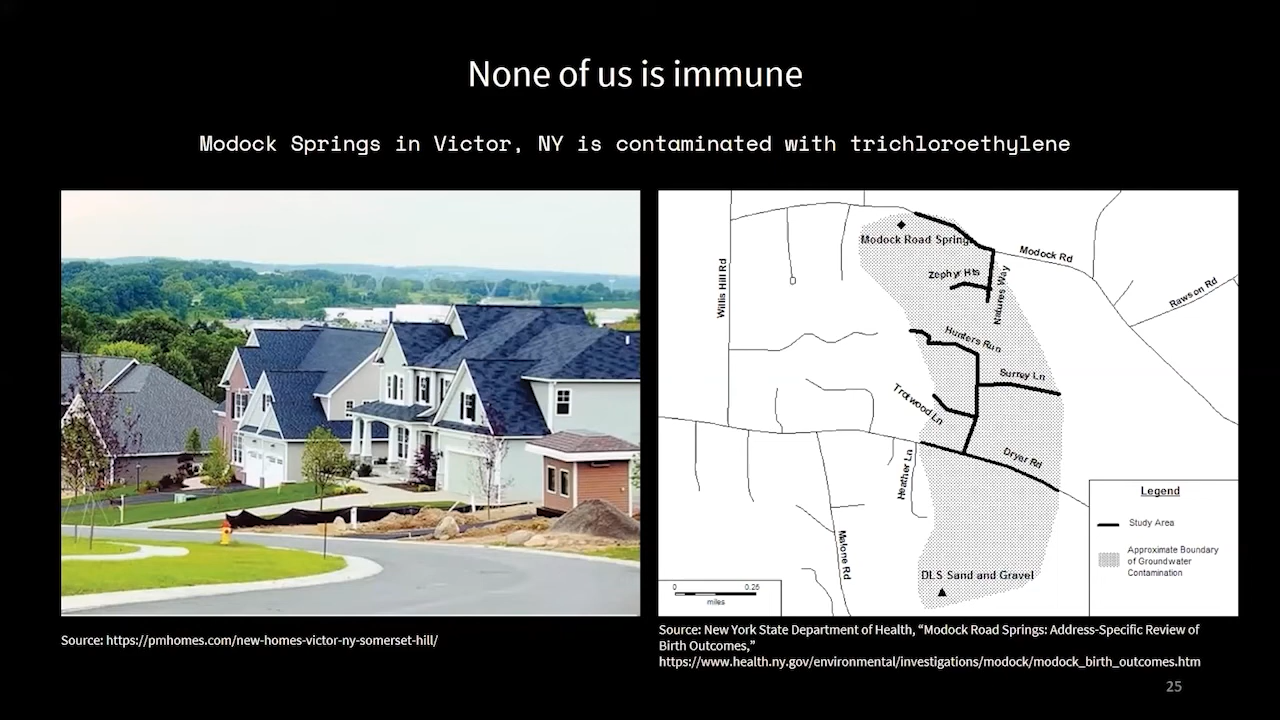 None of us is immune
Modock Springs in Victor, NY is contaminated with trichloroethylene
Modock Road Springs
Modock Rd
Zephyr Hts
Natures Way
Willis Hill Rd
Rawson Rd
Hunters Run
Surrey Ln
Trotwood Ln
Dryer Rd
Heather Ln
Malone Rd
DLS Sand and Gravel
0 0.25
miles
Legend
Study Area
Approximate Boundary
of Groundwater
Contamination
Source: https://pmhomes.com/new-homes-victor-ny-somerset-hill/
Source: New York State Department of Health, “Modock Road Springs: Address-Specific Review of
Birth Outcomes,”
https://www.health.ny.gov/environmental/investigations/modock/modock_birth_outcomes.htm
25